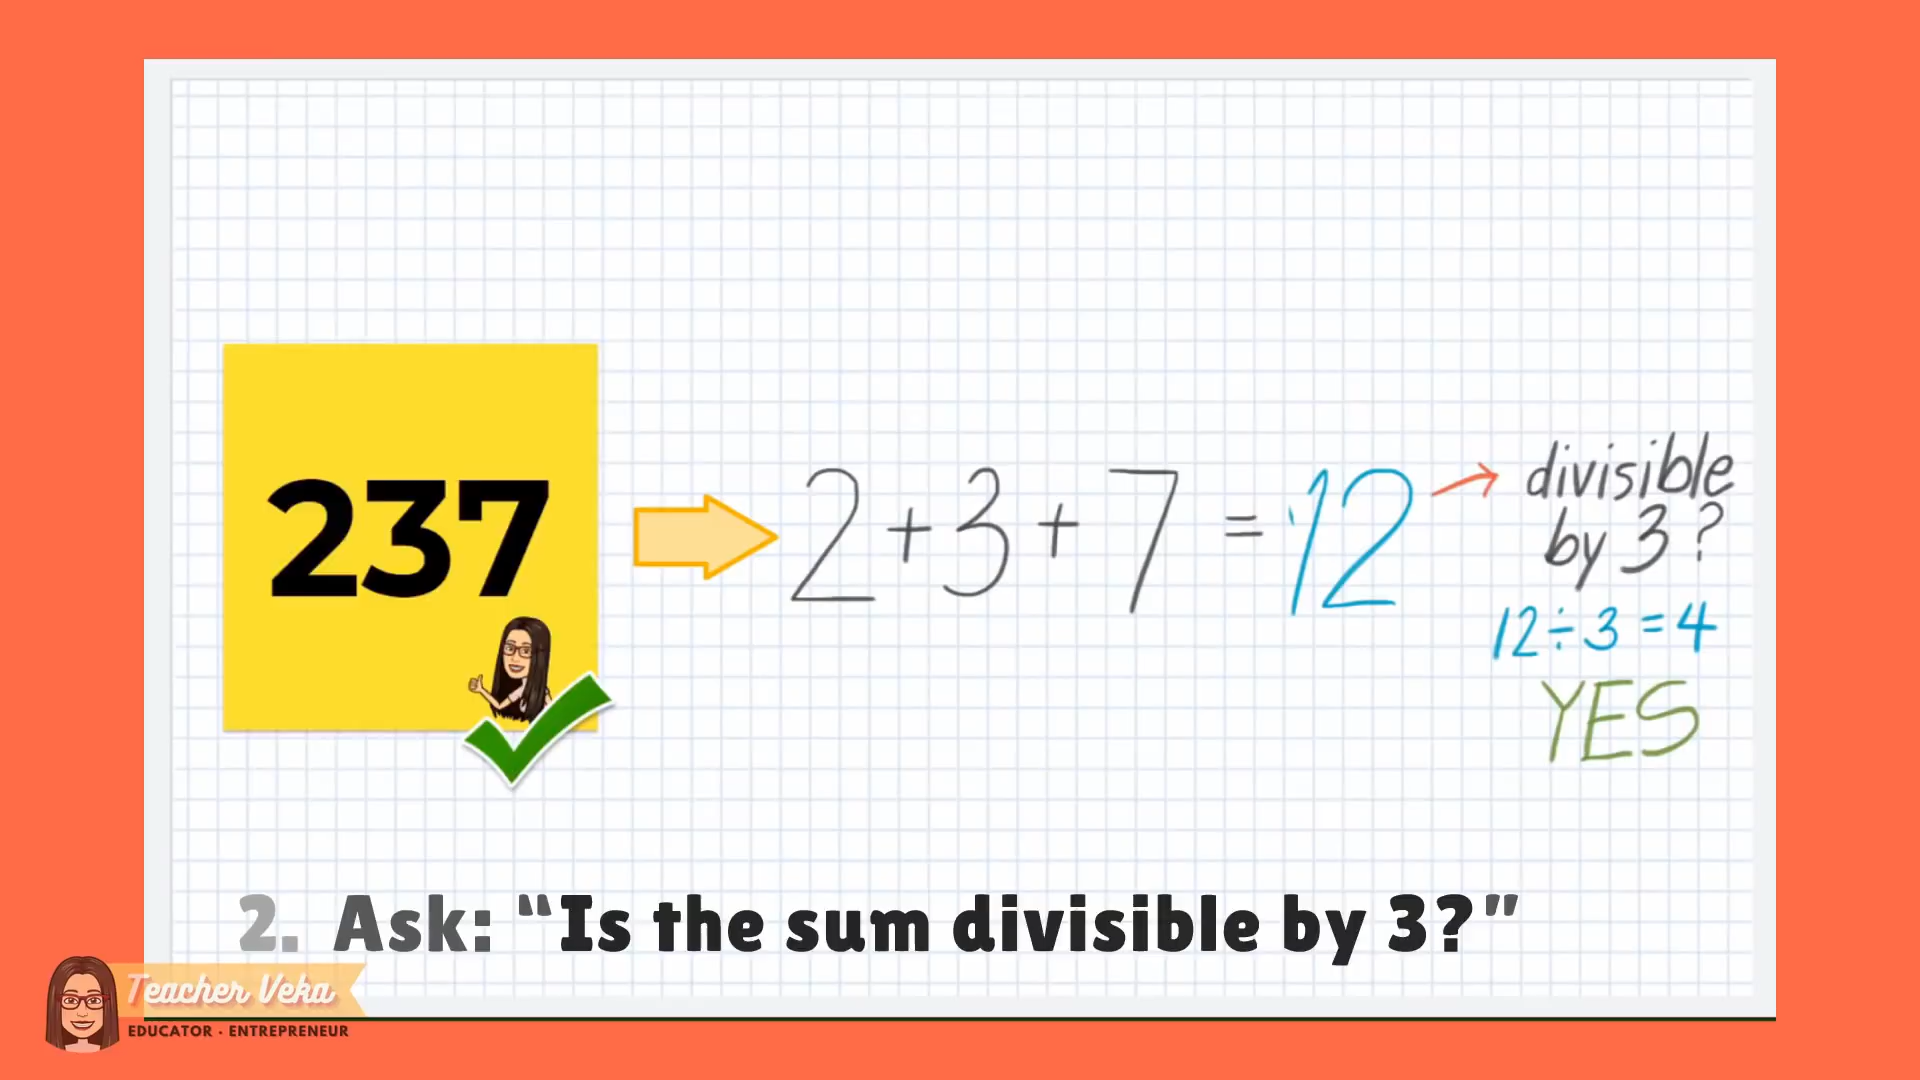 237
2+3+7 = 12
divisible
by 3?
12÷3=4
YES
2. Ask: “Is the sum divisible by 3?”
Teacher Veka
EDUCATOR · ENTREPRENEUR